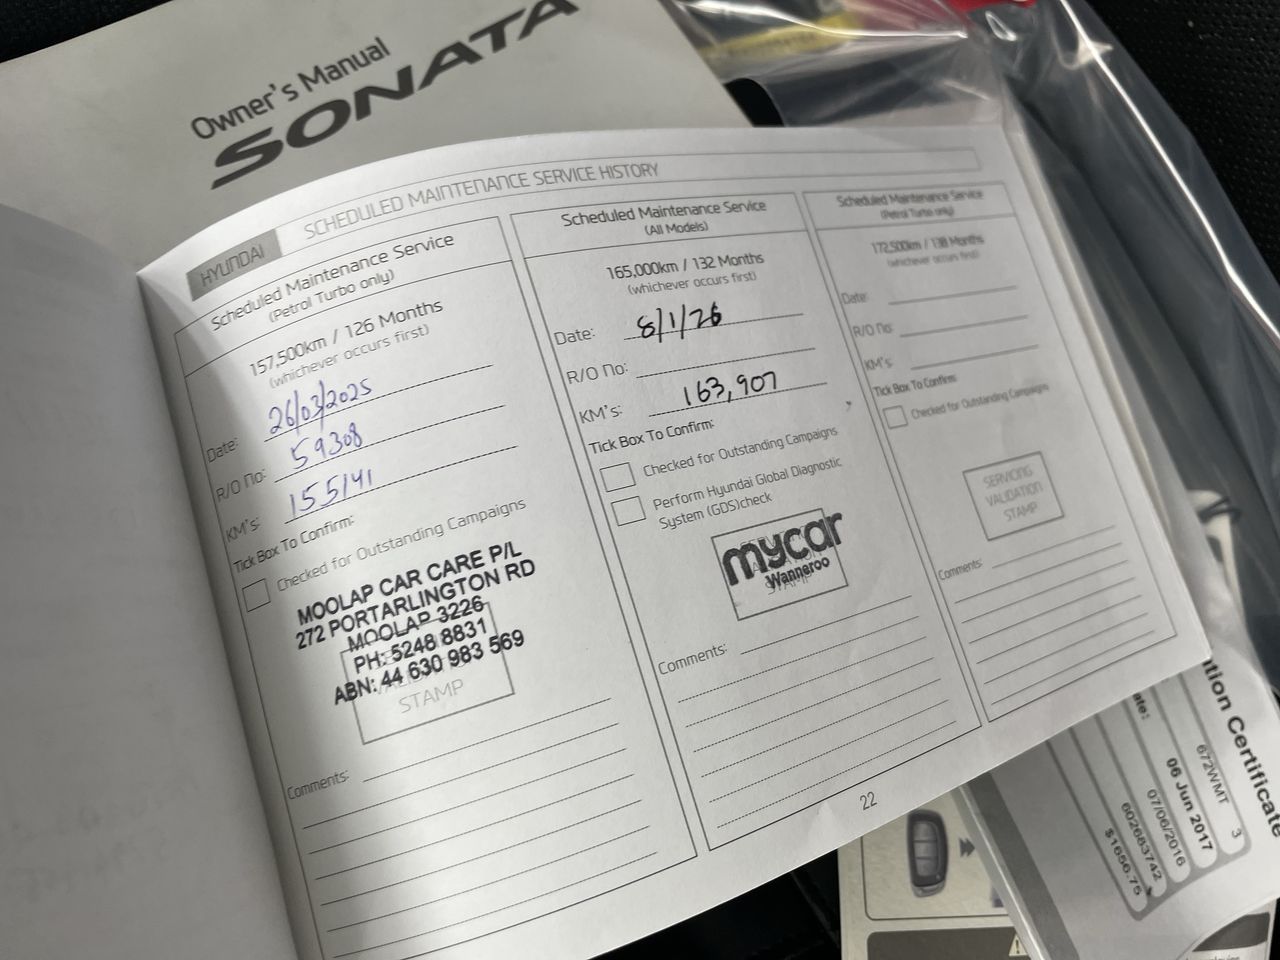 Owner's Manual
SONATA
HYUNDAI
SCHEDULED MAINTENANCE SERVICE HISTORY
Scheduled Maintenance Service
(Petrol Turbo only)
157,500km / 126 Months
(whichever occurs first)
Date: 26/03/2025
R/O No: 59308
KM's: 155141
Tick Box To Confirm:
Checked for Outstanding Campaigns
MOOLAP CAR CARE P/L
272 PORTARLINGTON RD
MOOLAP 3226
PH: 5248 8831
ABN: 44 630 983 569
STAMP
Comments:
Scheduled Maintenance Service
(All Models)
165,000km / 132 Months
(whichever occurs first)
Date: 8/1/26
R/O No:
KM's: 163,907
Tick Box To Confirm:
Checked for Outstanding Campaigns
Perform Hyundai Global Diagnostic
System (GDS)check
mycar
Wanneroo
STAMP
Comments:
Scheduled Maintenance Service
(Petrol Turbo only)
172,500km / 138 Months
(whichever occurs first)
Date:
R/O No:
KM's:
Tick Box To Confirm:
Checked for Outstanding Campaigns
SERVICING
VALIDATION
STAMP
Comments:
22
tion Certificate
ate:
672WMT 3
06 Jun 2017
07/06/2016
602683742
$1656.75